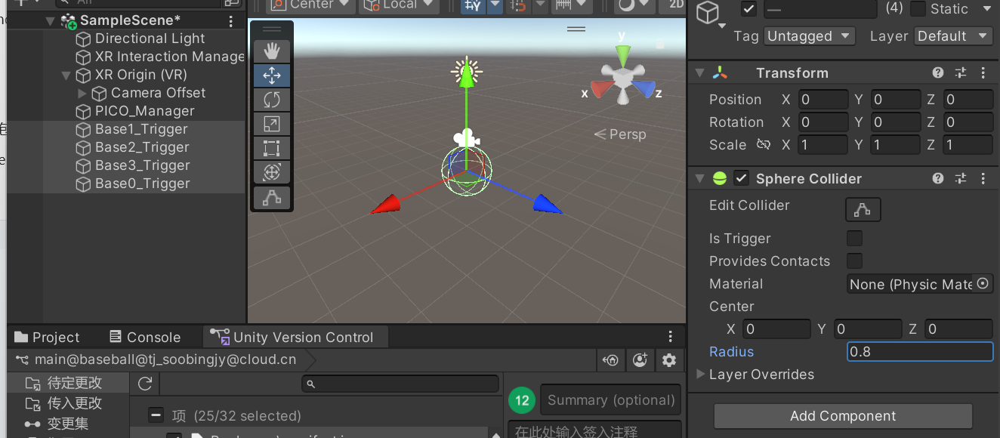 All
SampleScene*
Directional Light
XR Interaction Manage
XR Origin (VR)
Camera Offset
PICO_Manager
Base1_Trigger
Base2_Trigger
Base3_Trigger
Base0_Trigger
Center Local 2D
y
x z
Persp
— (4) Static
Tag Untagged Layer Default
Transform
Position X 0 Y 0 Z 0
Rotation X 0 Y 0 Z 0
Scale X 1 Y 1 Z 1
Sphere Collider
Edit Collider
Is Trigger
Provides Contacts
Material None (Physic Mate
Center
X 0 Y 0 Z 0
Radius 0.8
Layer Overrides
Add Component
Project Console Unity Version Control
main@baseball@tj_soobingjy@cloud.cn
待定更改
传入更改
变更集
项 (25/32 selected)
12 Summary (optional)
在此处输入签入注释